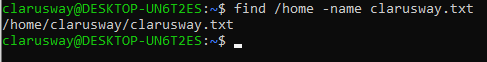 clarusway@DESKTOP-UN6T2ES:~$ find /home -name clarusway.txt
/home/clarusway/clarusway.txt
clarusway@DESKTOP-UN6T2ES:~$